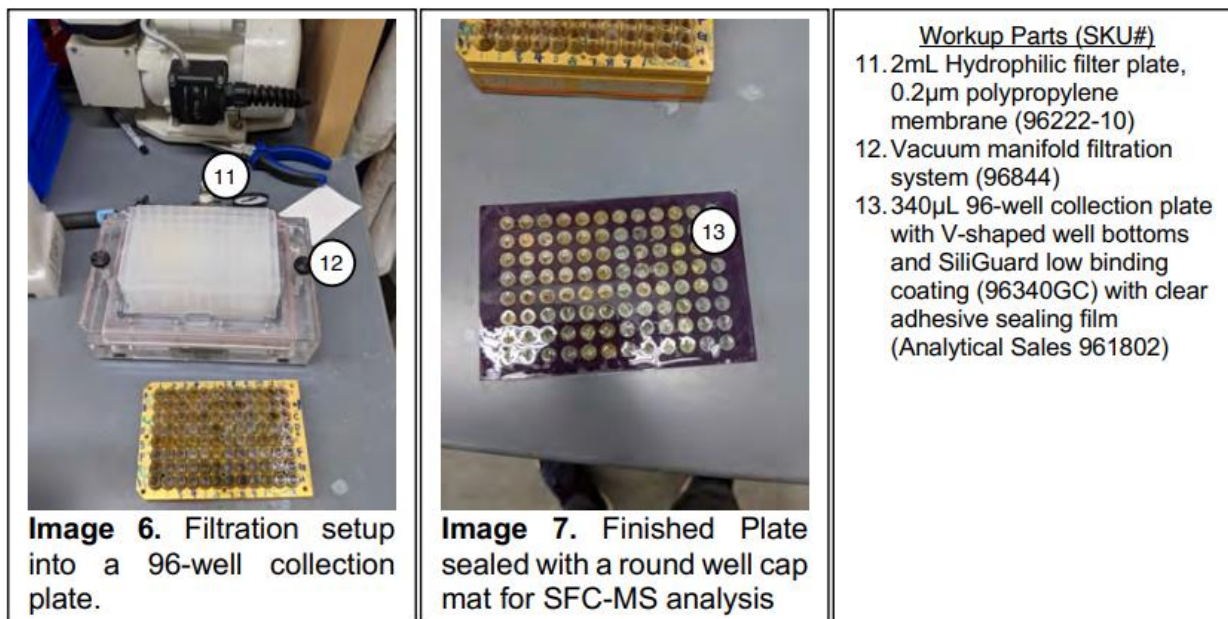 11
12
Image 6. Filtration setup
into a 96-well collection
plate.
13
Image 7. Finished Plate
sealed with a round well cap
mat for SFC-MS analysis
Workup Parts (SKU#)
11. 2mL Hydrophilic filter plate,
0.2µm polypropylene
membrane (96222-10)
12. Vacuum manifold filtration
system (96844)
13. 340µL 96-well collection plate
with V-shaped well bottoms
and SiliGuard low binding
coating (96340GC) with clear
adhesive sealing film
(Analytical Sales 961802)